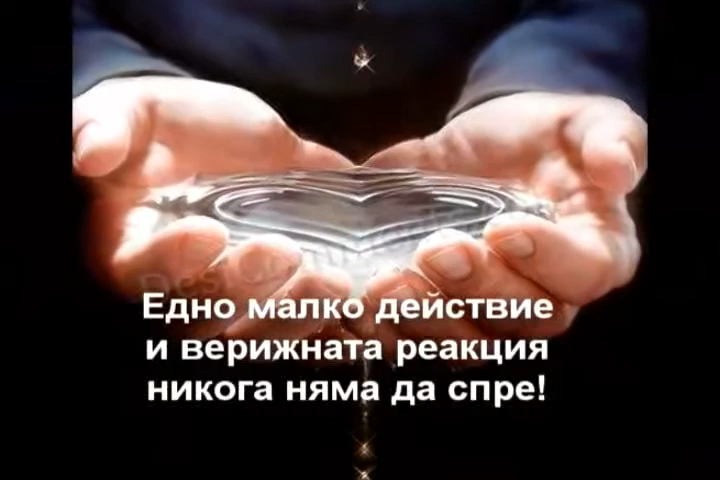 Едно малко действие
и верижната реакция
никога няма да спре!